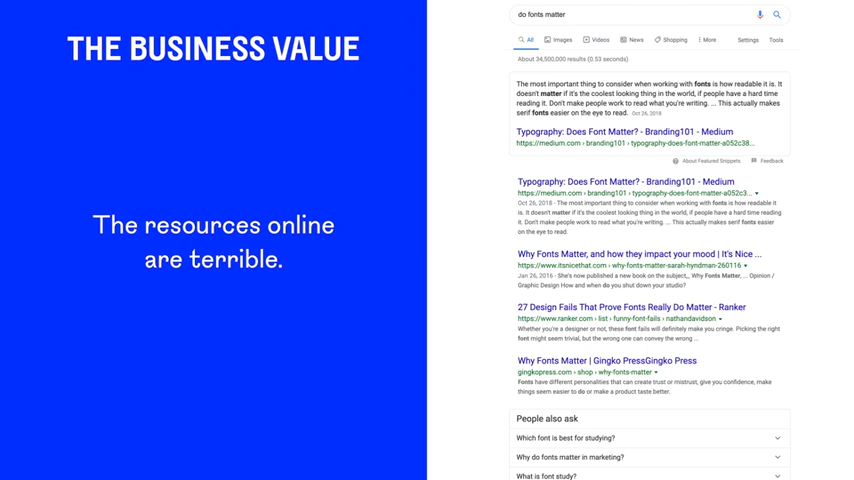 THE BUSINESS VALUE
The resources online
are terrible.
do fonts matter
All Images Videos News Shopping More Settings Tools
About 34,500,000 results (0.53 seconds)
The most important thing to consider when working with fonts is how readable it is. It
doesn't matter if it's the coolest looking thing in the world, if people have a hard time
reading it. Don't make people work to read what you're writing. ... This actually makes
serif fonts easier on the eye to read. Oct 26, 2018
Typography: Does Font Matter? - Branding101 - Medium
https://medium.com › branding101 › typography-does-font-matter-a052c38...
About Featured Snippets Feedback
Typography: Does Font Matter? - Branding101 - Medium
https://medium.com › branding101 › typography-does-font-matter-a052c3...
Oct 26, 2018 - The most important thing to consider when working with fonts is how readable it
is. It doesn't matter if it's the coolest looking thing in the world, if people have a hard time reading
it. Don't make people work to read what you're writing. ... This actually makes serif fonts easier
on the eye to read.
Why Fonts Matter, and how they impact your mood | It's Nice ...
https://www.itsnicethat.com › why-fonts-matter-sarah-hyndman-260116
Jan 26, 2016 - She's now published a new book on the subject,, Why Fonts Matter, ... Opinion /
Graphic Design How and when do you shut down your studio?
27 Design Fails That Prove Fonts Really Do Matter - Ranker
https://www.ranker.com › list › funny-font-fails › nathandavidson
Whether you're a designer or not, these font fails will definitely make you cringe. Picking the right
font might seem trivial, but the wrong one can convey the wrong ...
Why Fonts Matter | Gingko PressGingko Press
gingkopress.com › shop › why-fonts-matter
Fonts have different personalities that can create trust or mistrust, give you confidence, make
things seem easier to do or make a product taste better.
People also ask
Which font is best for studying?
Why do fonts matter in marketing?
What is font study?